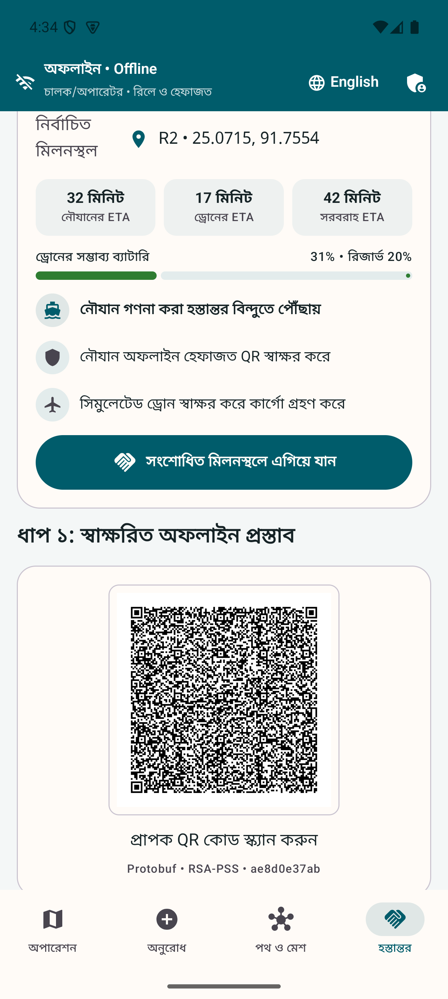 4:34
অফলাইন • Offline
চালক/অপারেটর • রিলে ও হেফাজত
English
নির্বাচিত
মিলনস্থল
R2 • 25.0715, 91.7554
32 মিনিট
নৌযানের ETA
17 মিনিট
ড্রোনের ETA
42 মিনিট
সরবরাহ ETA
ড্রোনের সম্ভাব্য ব্যাটারি
31% • রিজার্ভ 20%
নৌযান গণনা করা হস্তান্তর বিন্দুতে পৌঁছায়
নৌযান অফলাইন হেফাজত QR স্বাক্ষর করে
সিমুলেটেড ড্রোন স্বাক্ষর করে কার্গো গ্রহণ করে
সংশোধিত মিলনস্থলে এগিয়ে যান
ধাপ ১: স্বাক্ষরিত অফলাইন প্রস্তাব
প্রাপক QR কোড স্ক্যান করুন
Protobuf • RSA-PSS • ae8d0e37ab
অপারেশন
অনুরোধ
পথ ও মেশ
হস্তান্তর